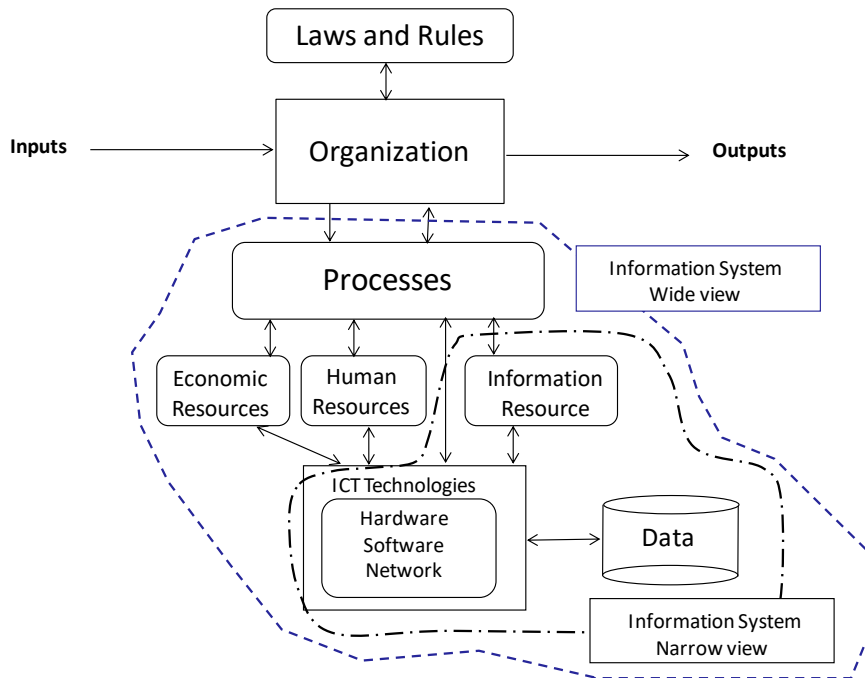 Laws and Rules
Inputs
Organization
Outputs
Processes
Information System
Wide view
Economic
Resources
Human
Resources
Information
Resource
ICT Technologies
Hardware
Software
Network
Data
Information System
Narrow view